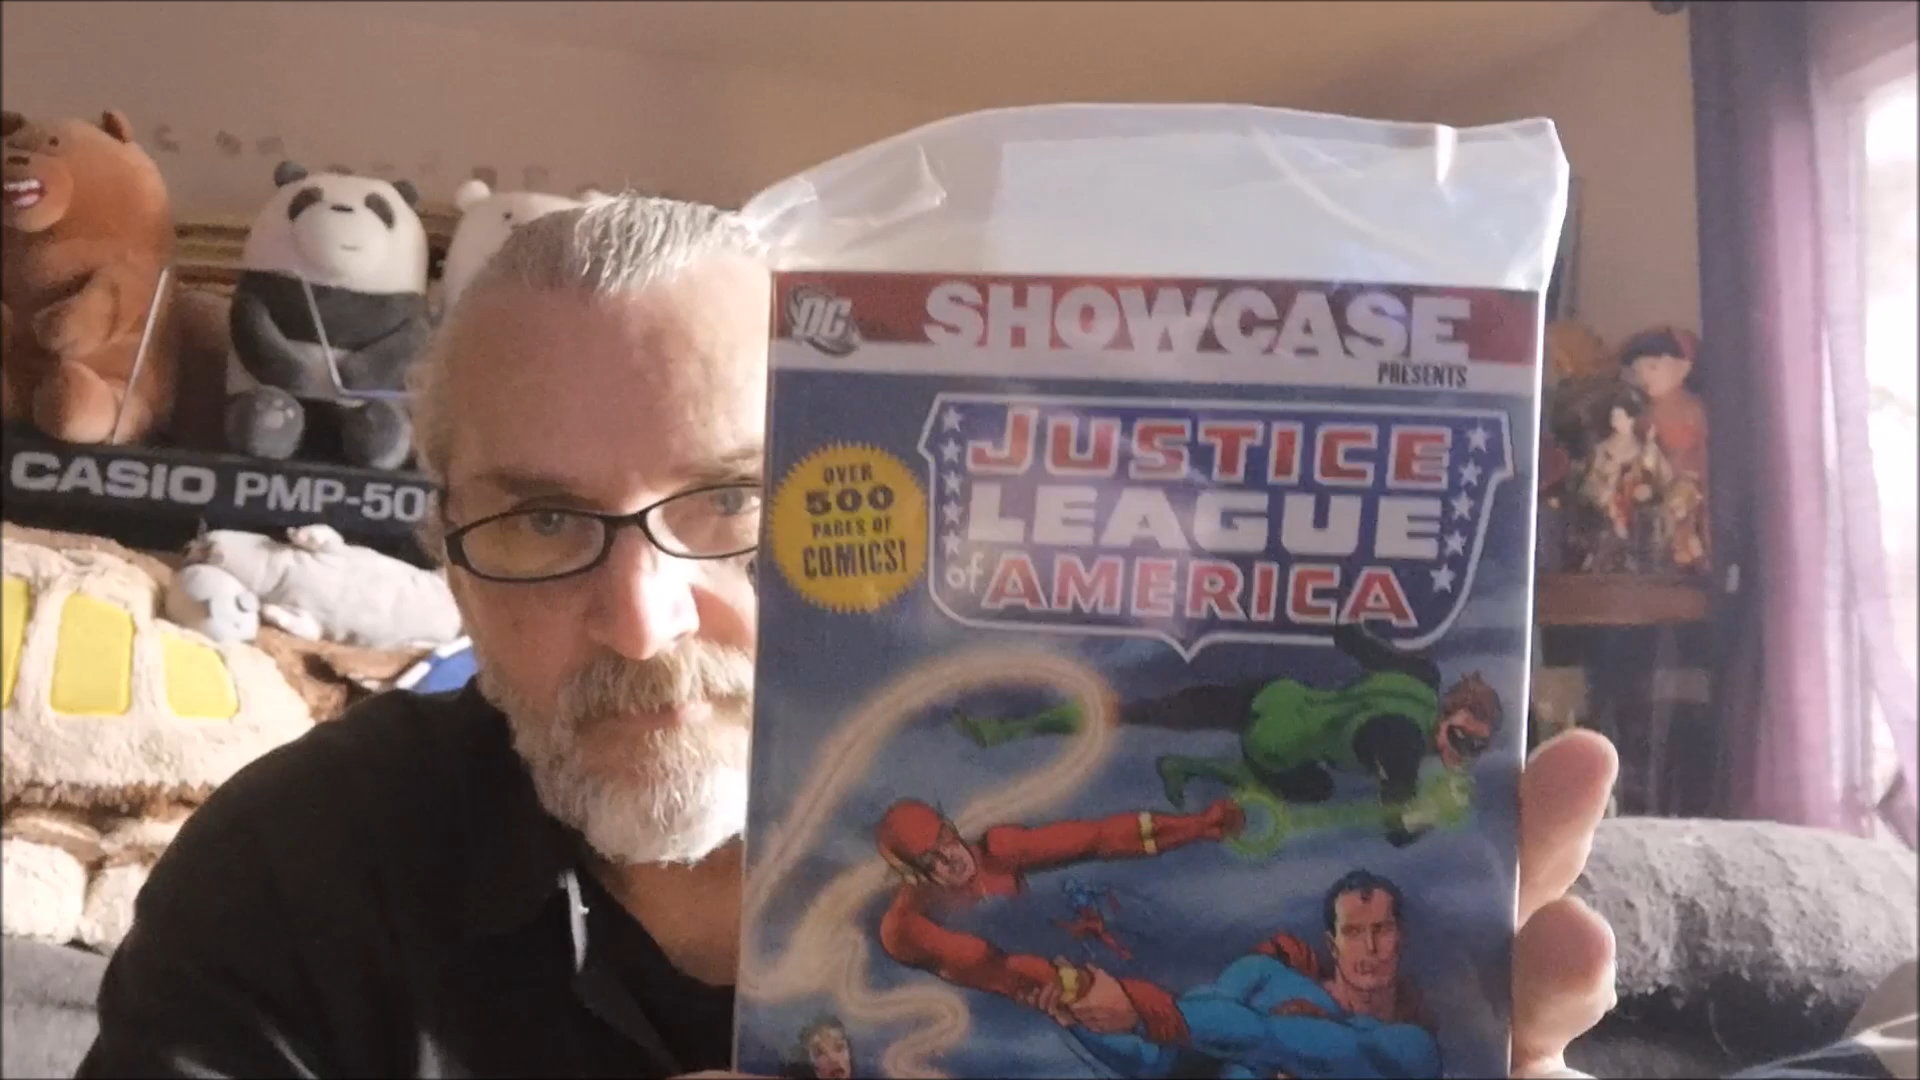 DC
SHOWCASE
PRESENTS
JUSTICE
LEAGUE
of AMERICA
OVER
500
PAGES OF
COMICS!
CASIO PMP-50